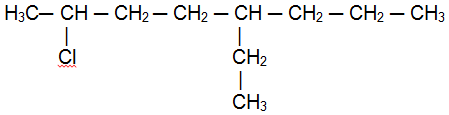 H₃C – CH – CH₂ – CH₂ – CH – CH₂ – CH₂ – CH₃
Cl CH₂
CH₃